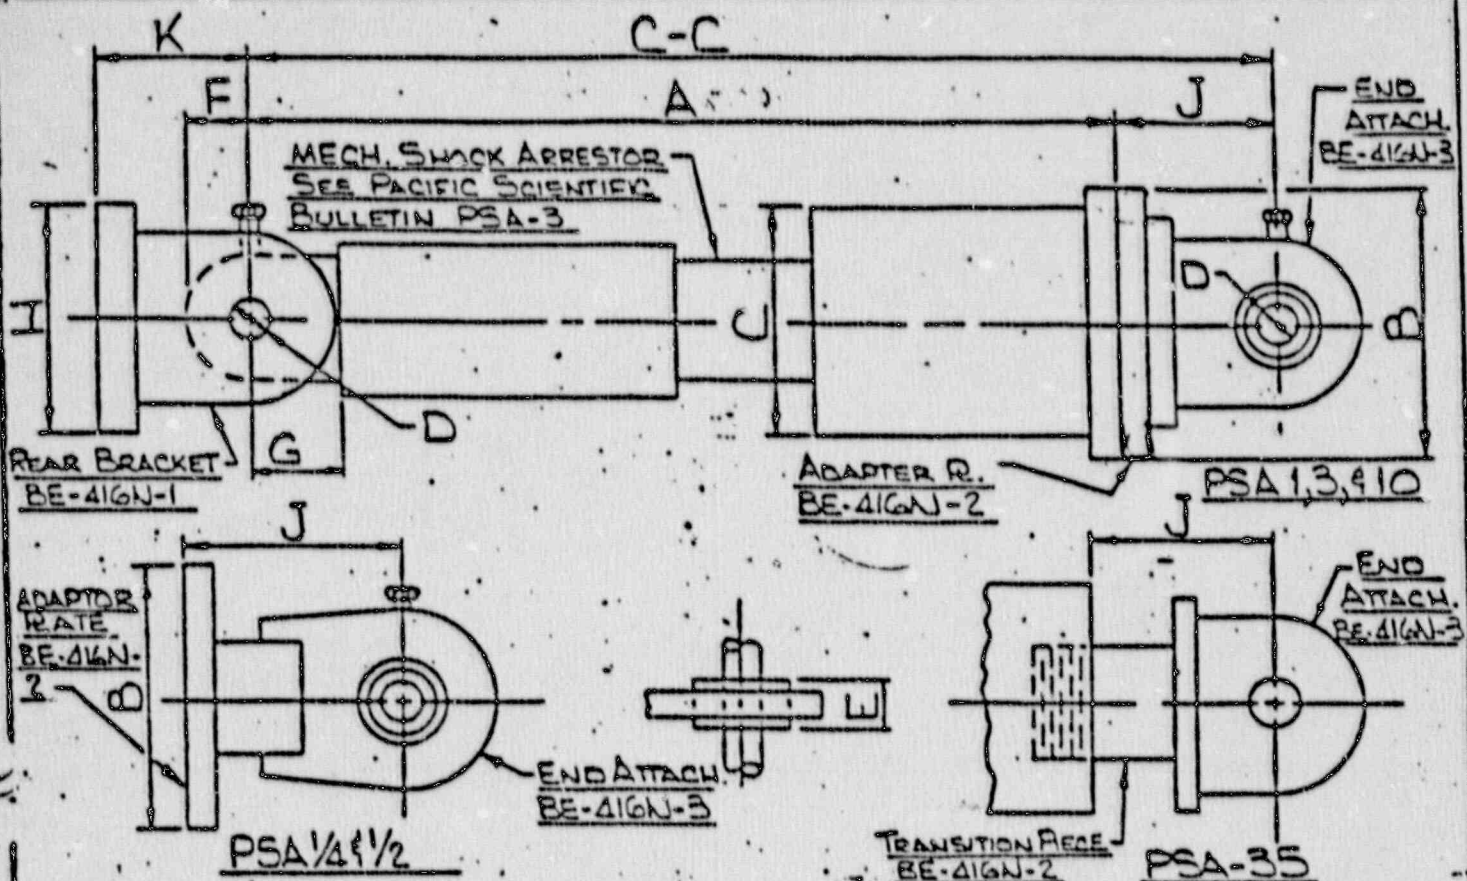 K
C-C
F
A
J
END
ATTACH.
BE-416N-3
MECH. SHOCK ARRESTOR
SEE PACIFIC SCIENTIFIC
BULLETIN PSA-3
H
C
D
B
D
G
REAR BRACKET
BE-416N-1
ADAPTER PL.
BE-416N-2
PSA 1,3,&10
J
J
ADAPTOR
PLATE
BE-416N-
2
B
E
END
ATTACH.
BE-416N-3
END ATTACH.
BE-416N-3
PSA 1/4 & 1/2
TRANSITION PIECE
BE-416N-2
PSA-35